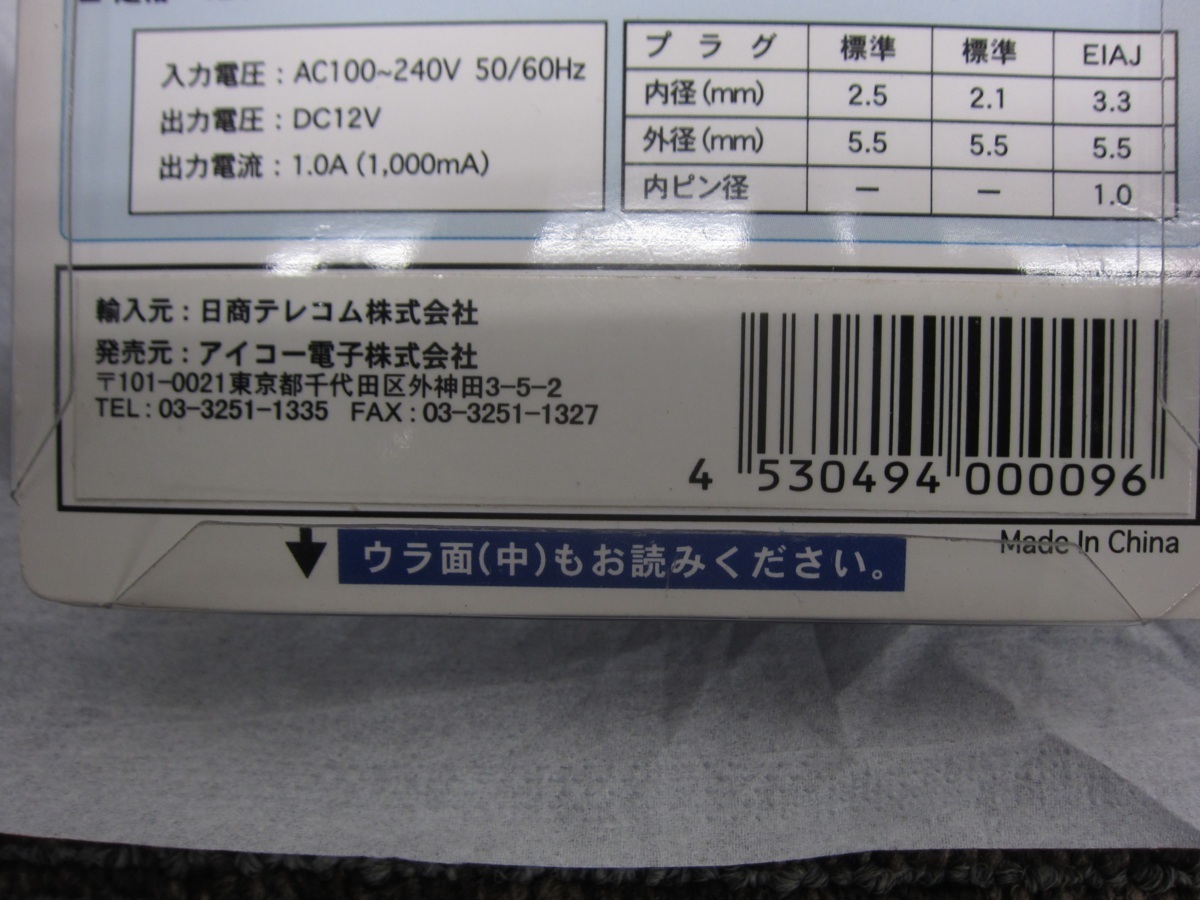 入力電圧：AC100~240V 50/60Hz
出力電圧：DC12V
出力電流：1.0A (1,000mA)
プラグ 標準 標準 EIAJ
内径(mm) 2.5 2.1 3.3
外径(mm) 5.5 5.5 5.5
内ピン径 － － 1.0
輸入元：日商テレコム株式会社
発売元：アイコー電子株式会社
〒101-0021東京都千代田区外神田3-5-2
TEL：03-3251-1335 FAX：03-3251-1327
4 530494 000096
Made In China
ウラ面(中)もお読みください。